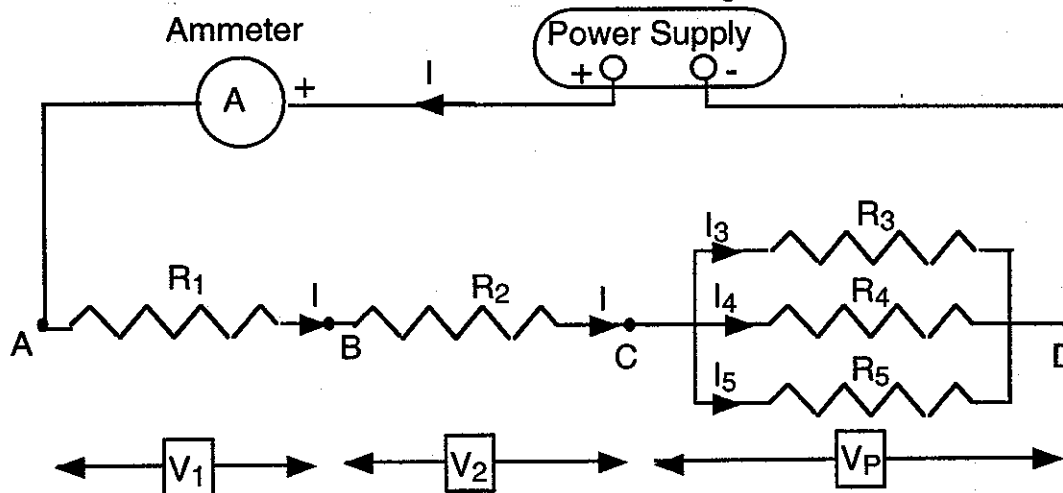 Ammeter
Power Supply
+ -
I
A
+
R3
I3
R1
I
R2
I
I4
R4
A
B
C
D
I5
R5
V1
V2
VP